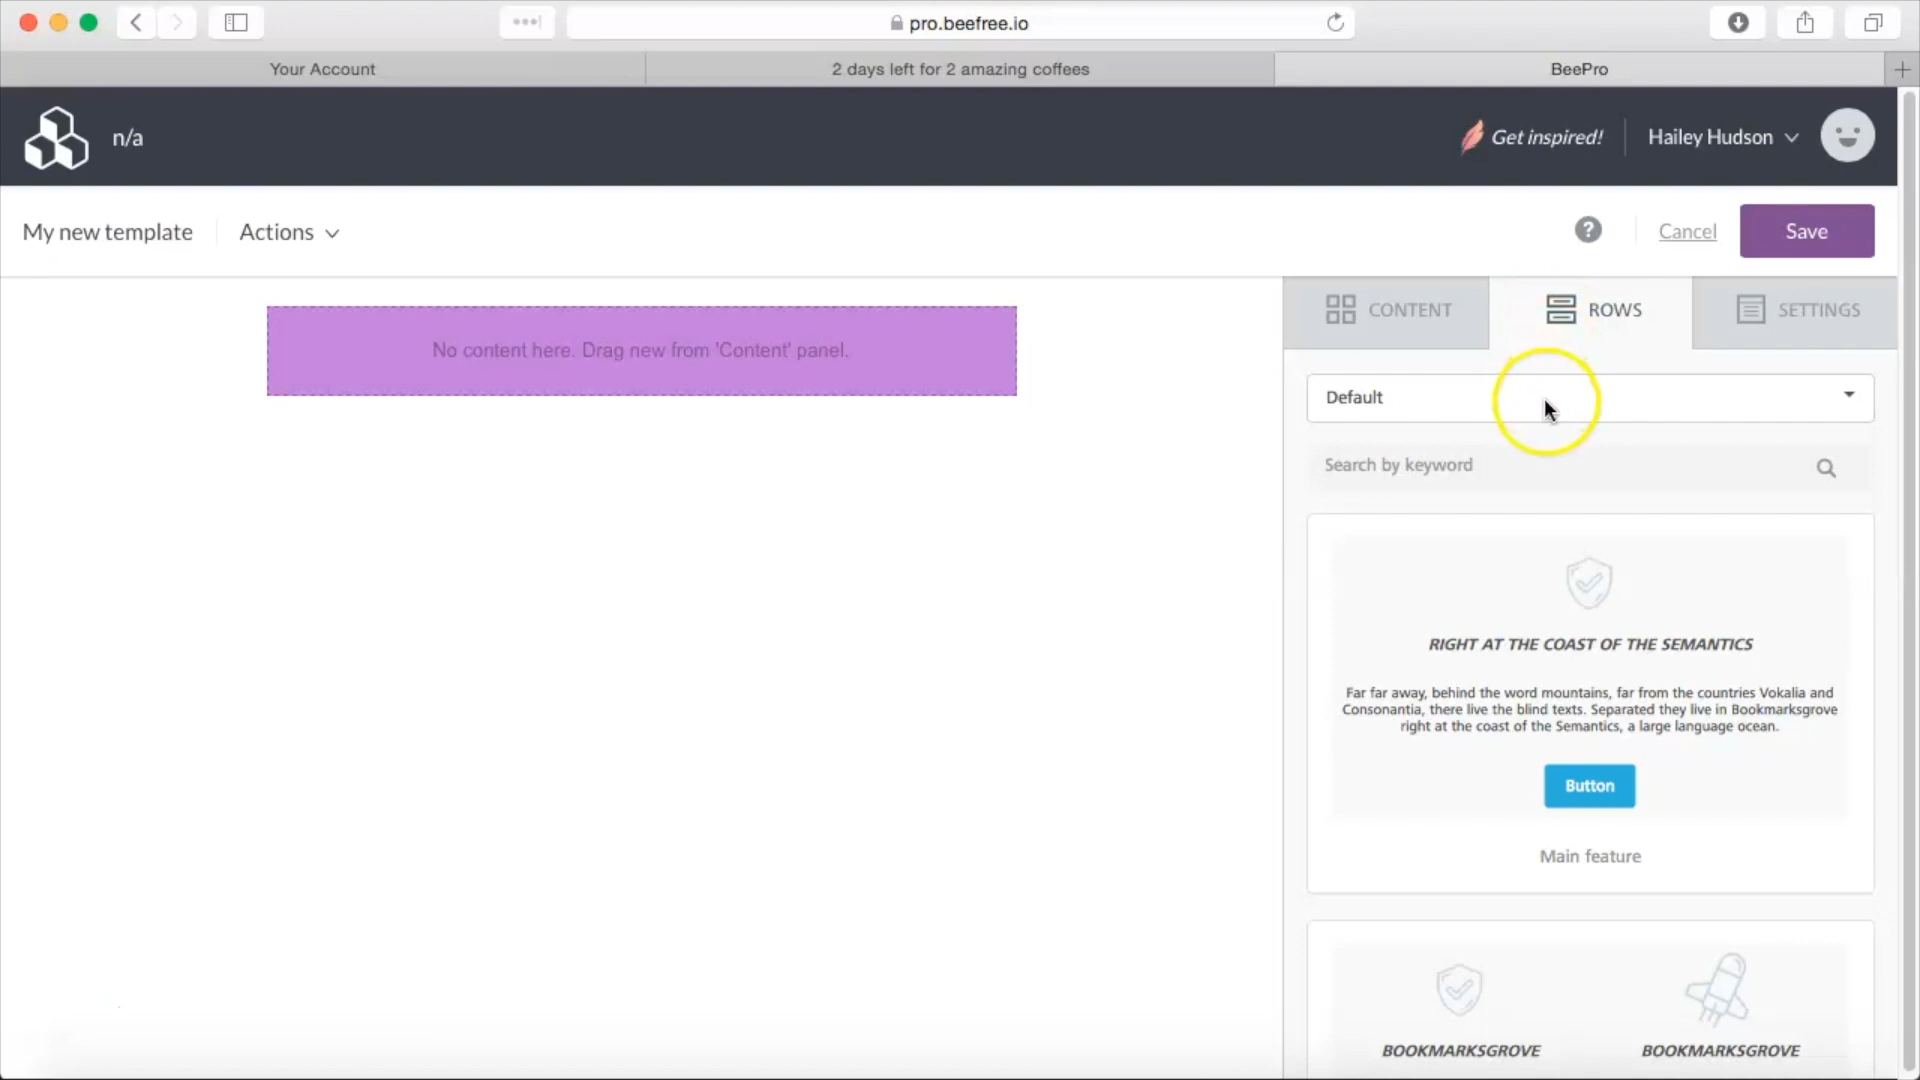 pro.beefree.io
Your Account
2 days left for 2 amazing coffees
BeePro
n/a
Get inspired!
Hailey Hudson
My new template
Actions
?
Cancel
Save
No content here. Drag new from 'Content' panel.
CONTENT
ROWS
SETTINGS
Default
Search by keyword
RIGHT AT THE COAST OF THE SEMANTICS
Far far away, behind the word mountains, far from the countries Vokalia and
Consonantia, there live the blind texts. Separated they live in Bookmarksgrove
right at the coast of the Semantics, a large language ocean.
Button
Main feature
BOOKMARKSGROVE
BOOKMARKSGROVE